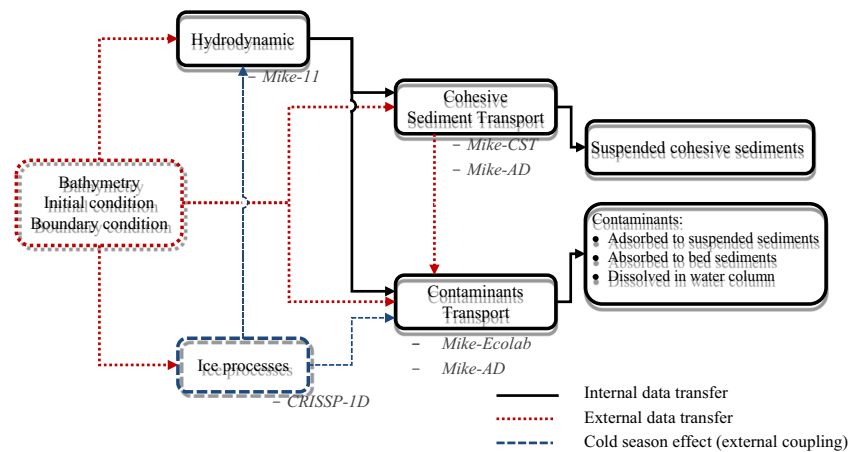 Hydrodynamic
– Mike-11
Cohesive
Sediment Transport
– Mike-CST
– Mike-AD
Suspended cohesive sediments
Bathymetry
Initial condition
Boundary condition
Contaminants:
• Adsorbed to suspended sediments
• Absorbed to bed sediments
• Dissolved in water column
Contaminants
Transport
– Mike-Ecolab
– Mike-AD
Ice processes
– CRISSP-1D
Internal data transfer
External data transfer
Cold season effect (external coupling)